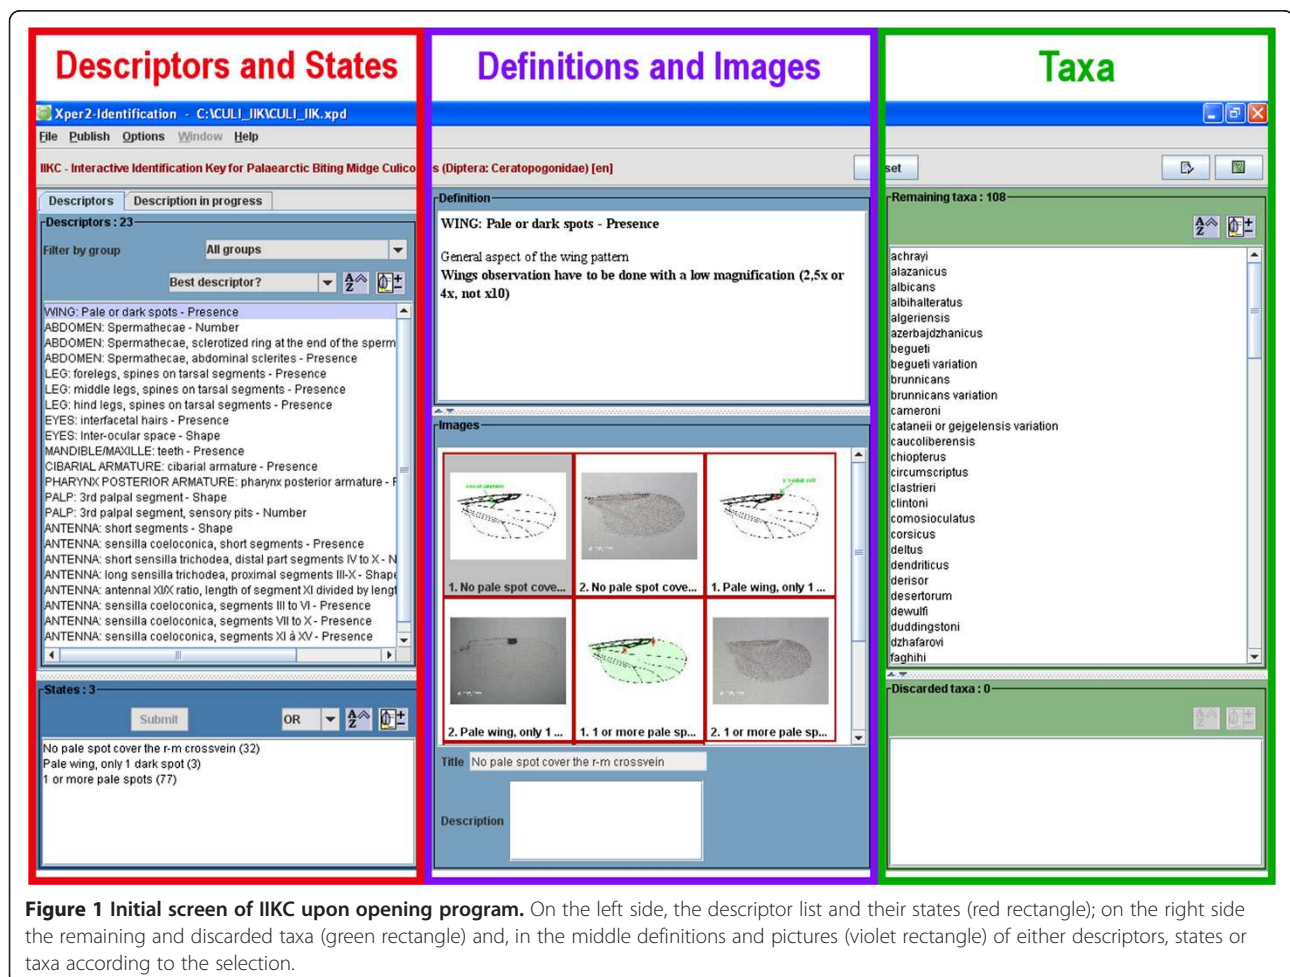 Descriptors and States
Definitions and Images
Taxa
Xper2-Identification - C:\CULI_IIK\CULI_IIK.xpd
File Publish Options Window Help
IIKC - Interactive Identification Key for Palaearctic Biting Midge Culico
s (Diptera: Ceratopogonidae) [en]
set
Descriptors
Description in progress
Descriptors : 23
Filter by group
All groups
Best descriptor?
WING: Pale or dark spots - Presence
ABDOMEN: Spermathecae - Number
ABDOMEN: Spermathecae, sclerotized ring at the end of the sperm
ABDOMEN: Spermathecae, abdominal sclerites - Presence
LEG: forelegs, spines on tarsal segments - Presence
LEG: middle legs, spines on tarsal segments - Presence
LEG: hind legs, spines on tarsal segments - Presence
EYES: interfacetal hairs - Presence
EYES: Inter-ocular space - Shape
MANDIBLE/MAXILLE: teeth - Presence
CIBARIAL ARMATURE: cibarial armature - Presence
PHARYNX POSTERIOR ARMATURE: pharynx posterior armature - F
PALP: 3rd palpal segment - Shape
PALP: 3rd palpal segment, sensory pits - Number
ANTENNA: short segments - Shape
ANTENNA: sensilla coeloconica, short segments - Presence
ANTENNA: short sensilla trichodea, distal part segments IV to X - N
ANTENNA: long sensilla trichodea, proximal segments III-X - Shape
ANTENNA: antennal XI/X ratio, length of segment XI divided by lengt
ANTENNA: sensilla coeloconica, segments III to VI - Presence
ANTENNA: sensilla coeloconica, segments VII to X - Presence
ANTENNA: sensilla coeloconica, segments XI à XV - Presence
States : 3
Submit
OR
No pale spot cover the r-m crossvein (32)
Pale wing, only 1 dark spot (3)
1 or more pale spots (77)
Definition
WING: Pale or dark spots - Presence
General aspect of the wing pattern
Wings observation have to be done with a low magnification (2,5x or
4x, not x10)
Images
1. No pale spot cove...
2. No pale spot cove...
1. Pale wing, only 1 ...
2. Pale wing, only 1 ...
1. 1 or more pale sp...
2. 1 or more pale sp...
Title No pale spot cover the r-m crossvein
Description
Remaining taxa : 108
achrayi
alazanicus
albicans
albihalteratus
algeriensis
azerbajdzhanicus
begueti
begueti variation
brunnicans
brunnicans variation
cameroni
cataneii or gejgelensis variation
caucoliberensis
chiopterus
circumscriptus
clastrieri
clintoni
comosioculatus
corsicus
deltus
dendriticus
derisor
desertorum
dewulfi
duddingstoni
dzhafarovi
faghihi
Discarded taxa : 0
Figure 1 Initial screen of IIKC upon opening program. On the left side, the descriptor list and their states (red rectangle); on the right side
the remaining and discarded taxa (green rectangle) and, in the middle definitions and pictures (violet rectangle) of either descriptors, states or
taxa according to the selection.